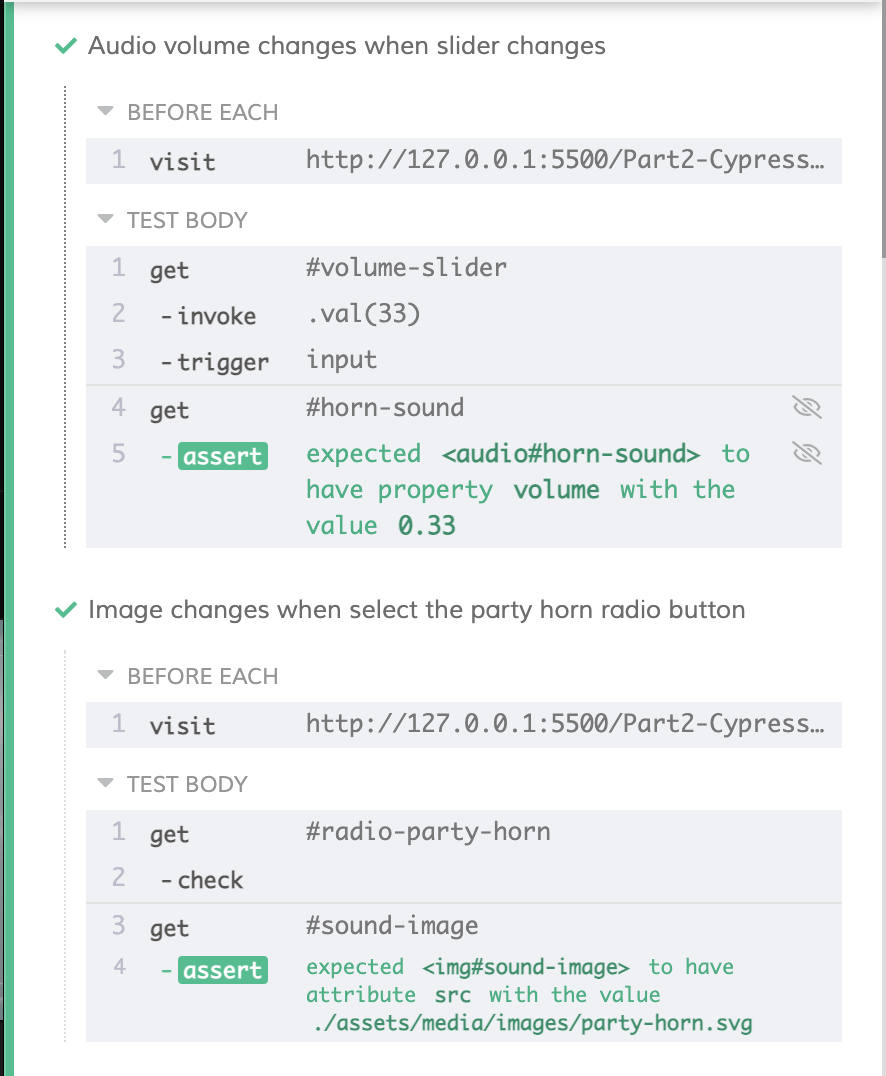 Audio volume changes when slider changes
BEFORE EACH
1 visit http://127.0.0.1:5500/Part2-Cypress…
TEST BODY
1 get #volume-slider
2 -invoke .val(33)
3 -trigger input
4 get #horn-sound
5 -assert expected <audio#horn-sound> to
have property volume with the
value 0.33
Image changes when select the party horn radio button
BEFORE EACH
1 visit http://127.0.0.1:5500/Part2-Cypress…
TEST BODY
1 get #radio-party-horn
2 -check
3 get #sound-image
4 -assert expected <img#sound-image> to have
attribute src with the value
./assets/media/images/party-horn.svg